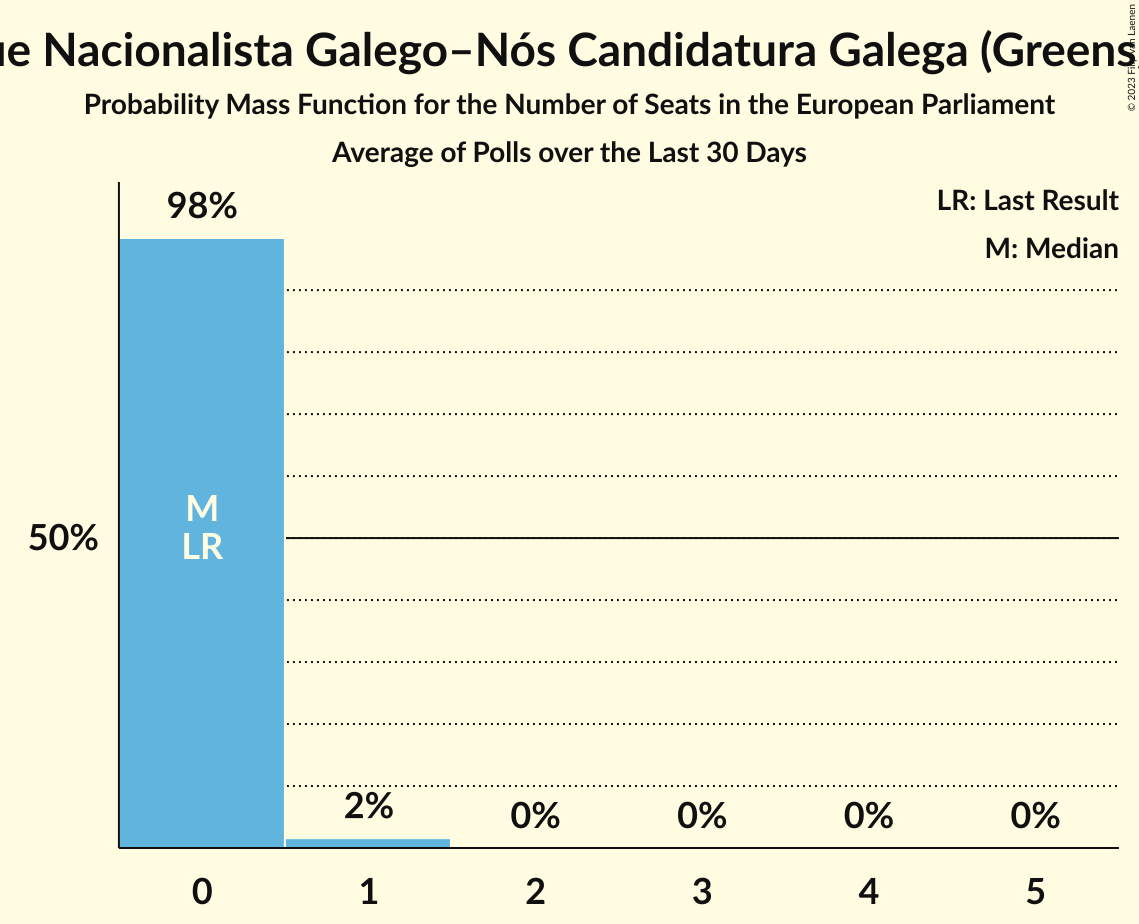 ue Nacionalista Galego–Nós Candidatura Galega (Greens
Probability Mass Function for the Number of Seats in the European Parliament
Average of Polls over the Last 30 Days
© 2023 Filip van Laenen
LR: Last Result
M: Median
98%
M
LR
50%
2%
0%
0%
0%
0%
0
1
2
3
4
5